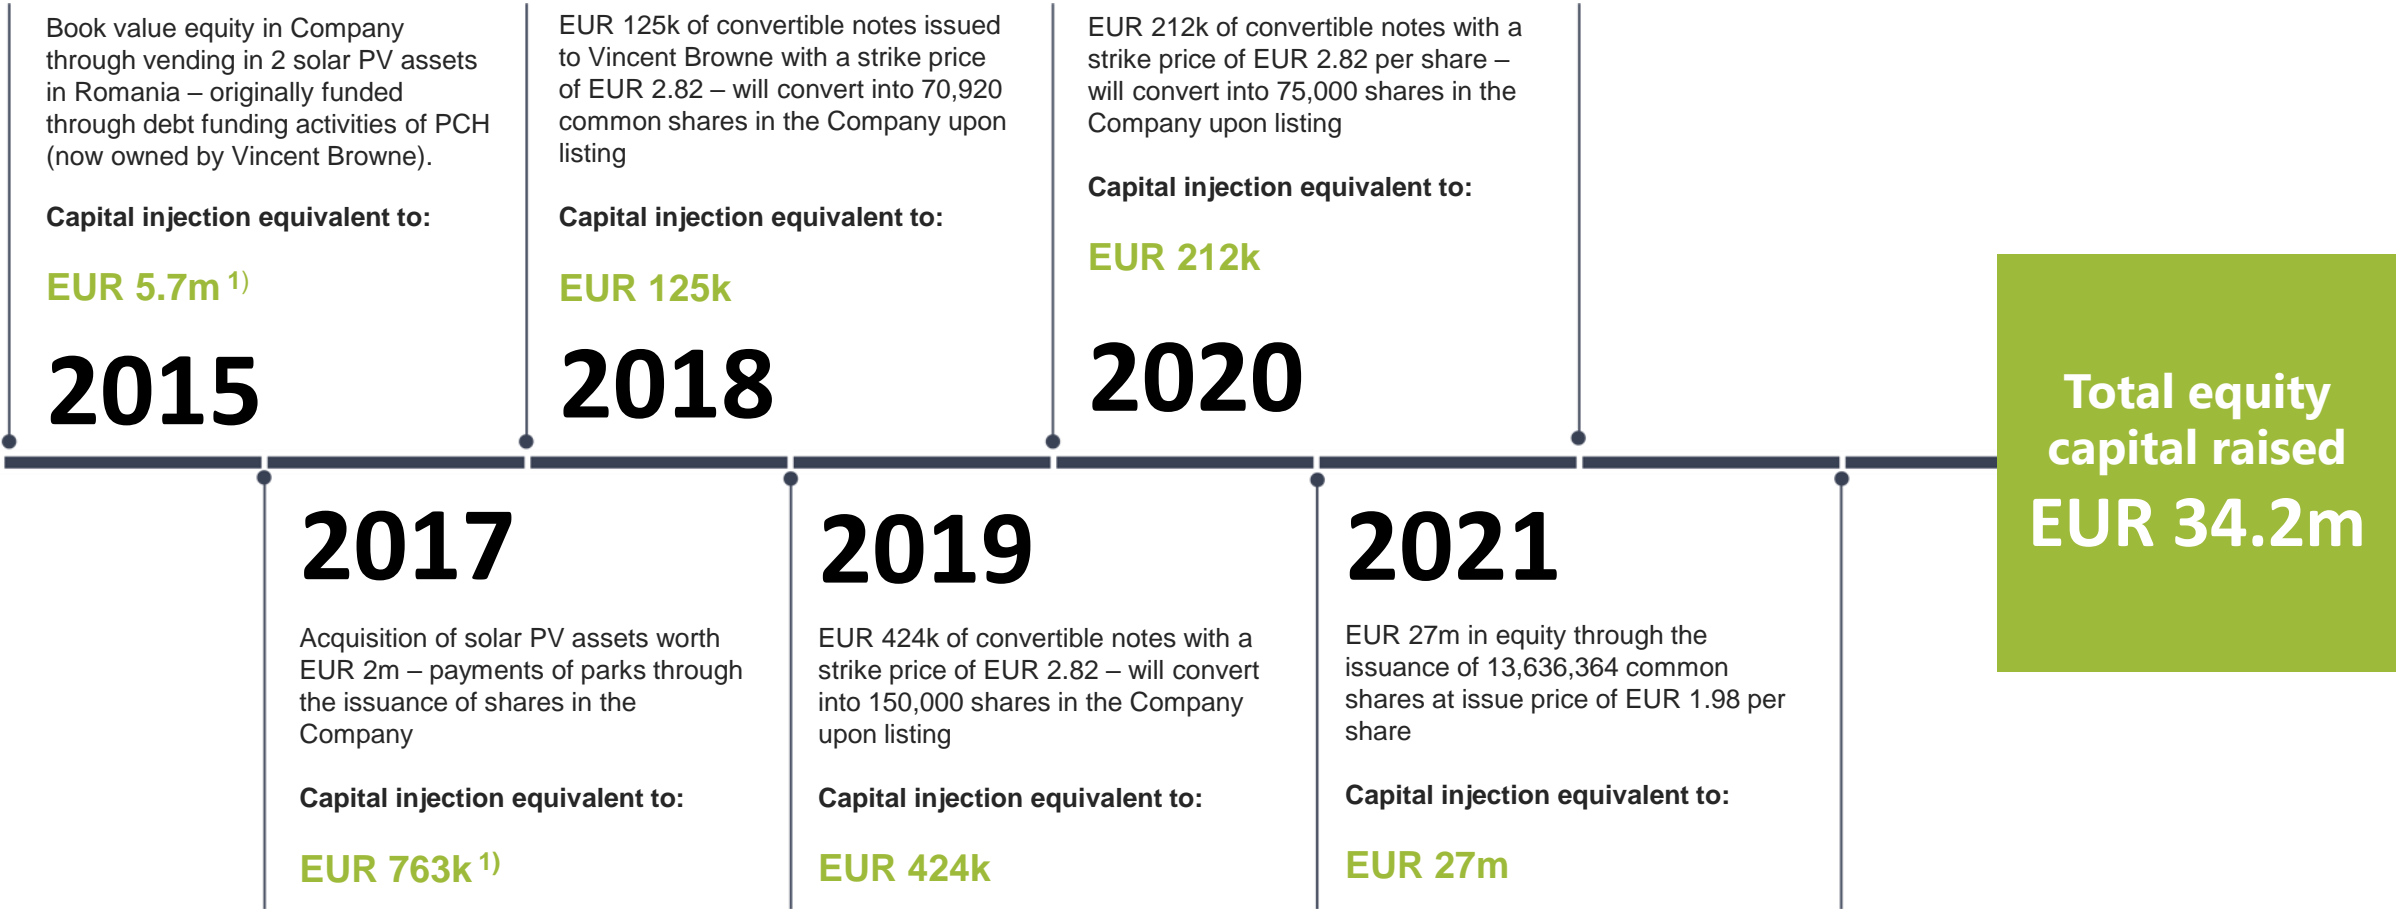 Book value equity in Company
through vending in 2 solar PV assets
in Romania – originally funded
through debt funding activities of PCH
(now owned by Vincent Browne).
Capital injection equivalent to:
EUR 5.7m 1)
2015
EUR 125k of convertible notes issued
to Vincent Browne with a strike price
of EUR 2.82 – will convert into 70,920
common shares in the Company upon
listing
Capital injection equivalent to:
EUR 125k
2018
EUR 212k of convertible notes with a
strike price of EUR 2.82 per share –
will convert into 75,000 shares in the
Company upon listing
Capital injection equivalent to:
EUR 212k
2020
2017
Acquisition of solar PV assets worth
EUR 2m – payments of parks through
the issuance of shares in the
Company
Capital injection equivalent to:
EUR 763k 1)
2019
EUR 424k of convertible notes with a
strike price of EUR 2.82 – will convert
into 150,000 shares in the Company
upon listing
Capital injection equivalent to:
EUR 424k
2021
EUR 27m in equity through the
issuance of 13,636,364 common
shares at issue price of EUR 1.98 per
share
Capital injection equivalent to:
EUR 27m
Total equity
capital raised
EUR 34.2m